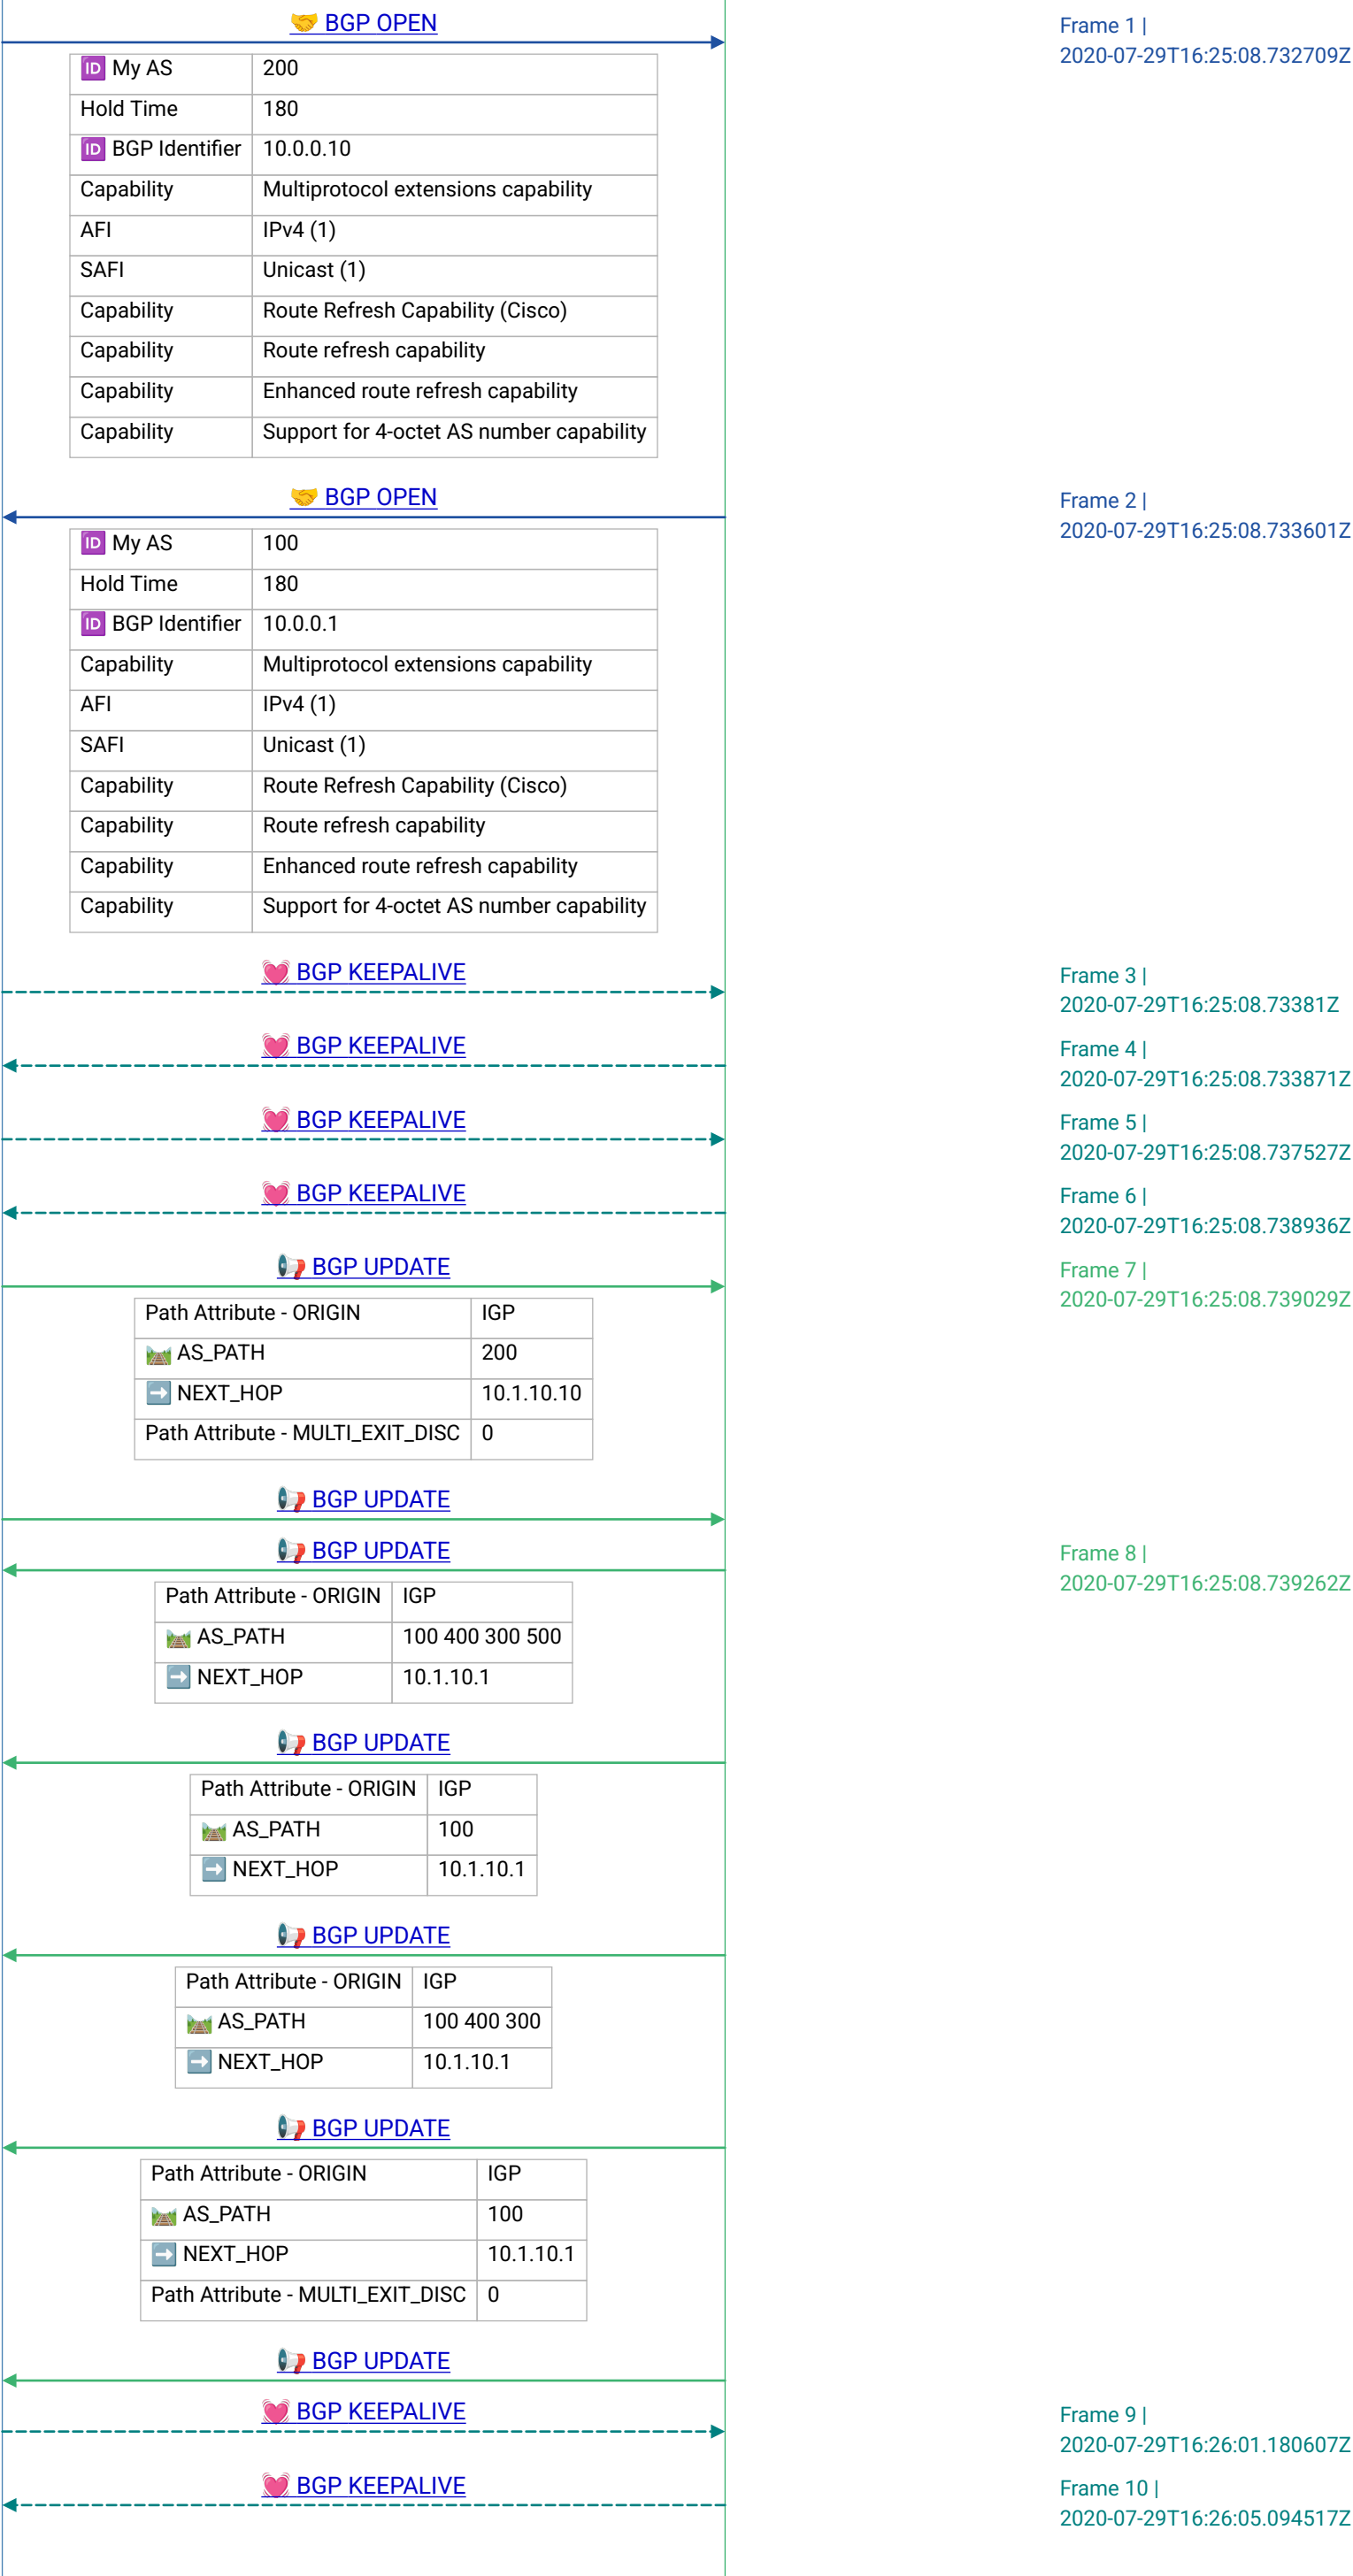 🤝 BGP OPEN
Frame 1 |
2020-07-29T16:25:08.732709Z
🆔 My AS 200
Hold Time 180
🆔 BGP Identifier 10.0.0.10
Capability Multiprotocol extensions capability
AFI IPv4 (1)
SAFI Unicast (1)
Capability Route Refresh Capability (Cisco)
Capability Route refresh capability
Capability Enhanced route refresh capability
Capability Support for 4-octet AS number capability
🤝 BGP OPEN
Frame 2 |
2020-07-29T16:25:08.733601Z
🆔 My AS 100
Hold Time 180
🆔 BGP Identifier 10.0.0.1
Capability Multiprotocol extensions capability
AFI IPv4 (1)
SAFI Unicast (1)
Capability Route Refresh Capability (Cisco)
Capability Route refresh capability
Capability Enhanced route refresh capability
Capability Support for 4-octet AS number capability
💓 BGP KEEPALIVE
Frame 3 |
2020-07-29T16:25:08.73381Z
💓 BGP KEEPALIVE
Frame 4 |
2020-07-29T16:25:08.733871Z
💓 BGP KEEPALIVE
Frame 5 |
2020-07-29T16:25:08.737527Z
💓 BGP KEEPALIVE
Frame 6 |
2020-07-29T16:25:08.738936Z
📢 BGP UPDATE
Frame 7 |
2020-07-29T16:25:08.739029Z
Path Attribute - ORIGIN IGP
🛤️ AS_PATH 200
➡️ NEXT_HOP 10.1.10.10
Path Attribute - MULTI_EXIT_DISC 0
📢 BGP UPDATE
📢 BGP UPDATE
Frame 8 |
2020-07-29T16:25:08.739262Z
Path Attribute - ORIGIN IGP
🛤️ AS_PATH 100 400 300 500
➡️ NEXT_HOP 10.1.10.1
📢 BGP UPDATE
Path Attribute - ORIGIN IGP
🛤️ AS_PATH 100
➡️ NEXT_HOP 10.1.10.1
📢 BGP UPDATE
Path Attribute - ORIGIN IGP
🛤️ AS_PATH 100 400 300
➡️ NEXT_HOP 10.1.10.1
📢 BGP UPDATE
Path Attribute - ORIGIN IGP
🛤️ AS_PATH 100
➡️ NEXT_HOP 10.1.10.1
Path Attribute - MULTI_EXIT_DISC 0
📢 BGP UPDATE
💓 BGP KEEPALIVE
Frame 9 |
2020-07-29T16:26:01.180607Z
💓 BGP KEEPALIVE
Frame 10 |
2020-07-29T16:26:05.094517Z